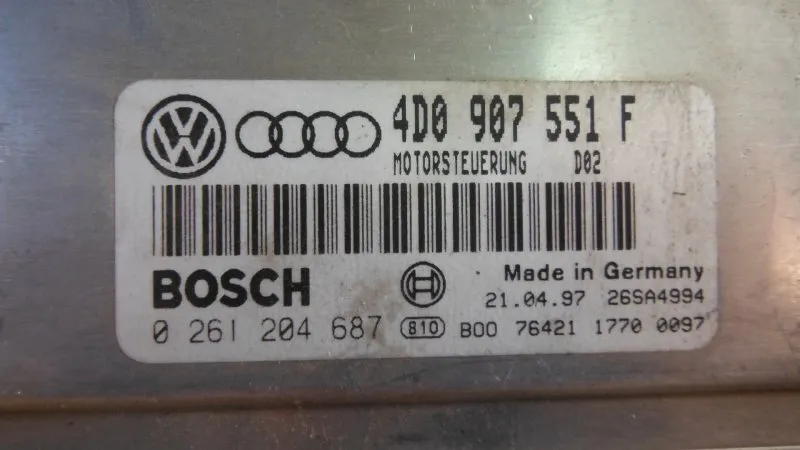 4D0 907 551 F
MOTORSTEUERUNG D02
BOSCH
Made in Germany
21.04.97 26SA4994
0 261 204 687 810 B00 76421 1770 0097